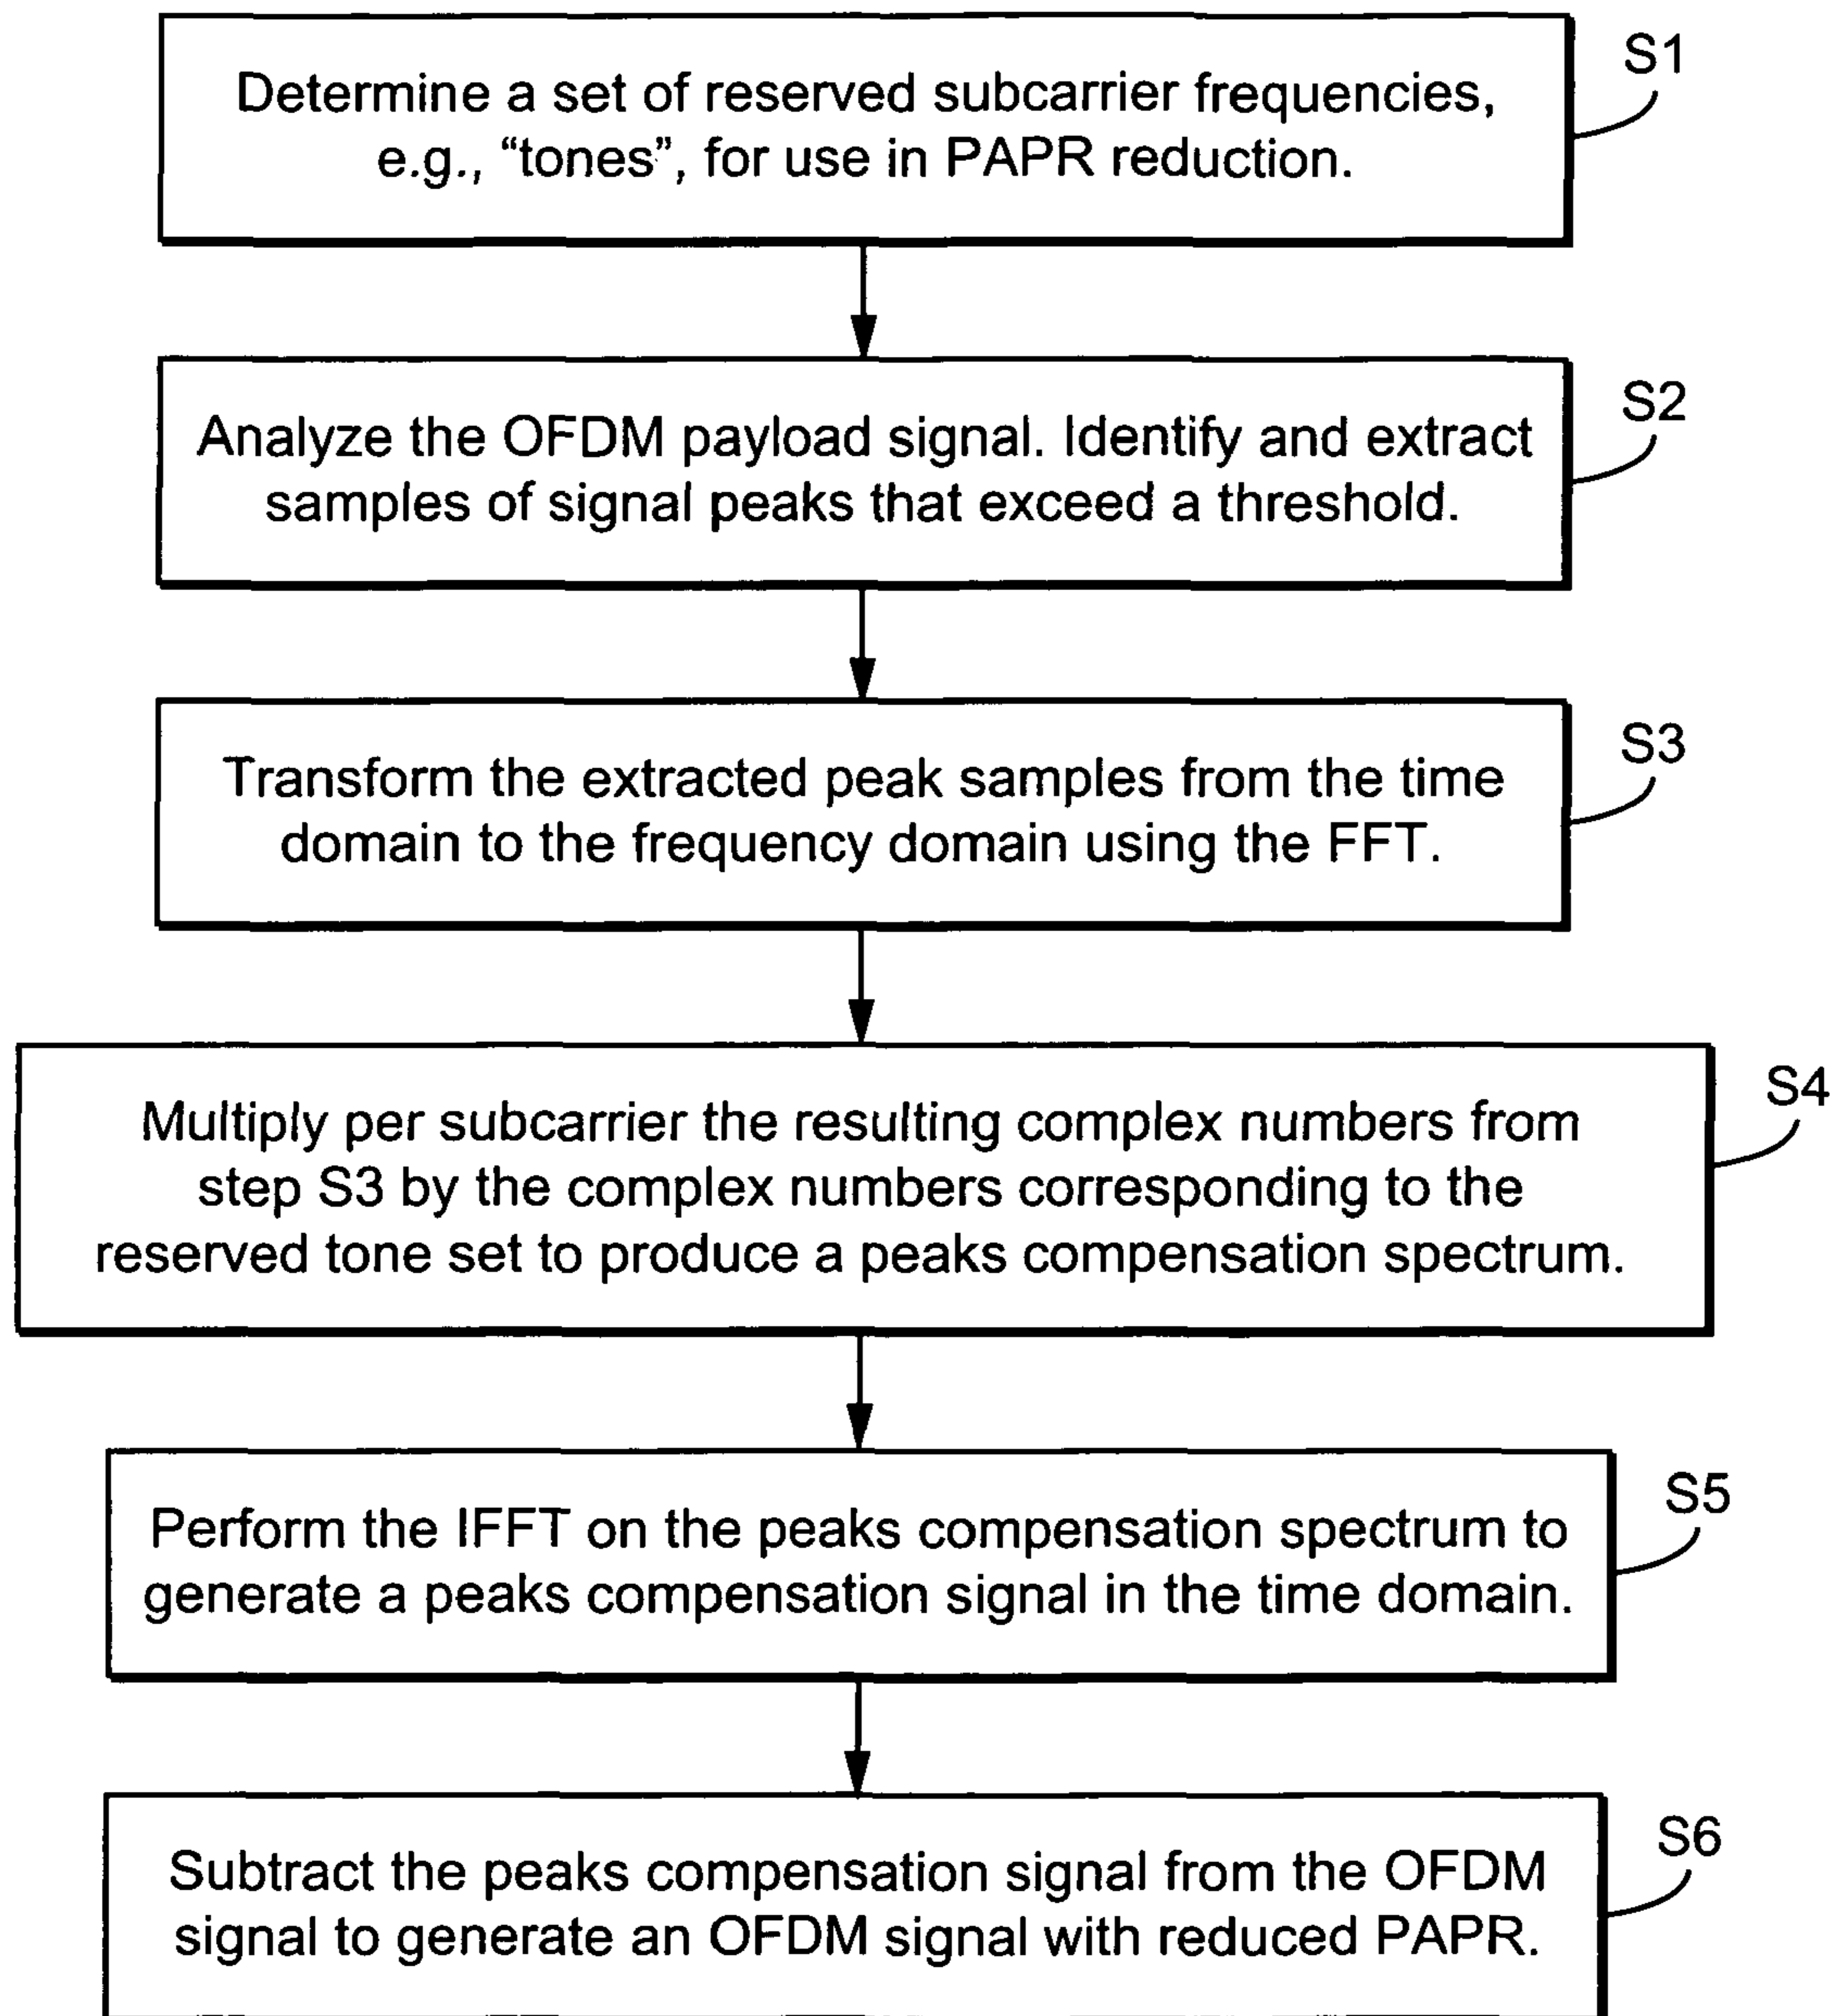 Determine a set of reserved subcarrier frequencies,
e.g., “tones”, for use in PAPR reduction.
S1
Analyze the OFDM payload signal. Identify and extract
samples of signal peaks that exceed a threshold.
S2
Transform the extracted peak samples from the time
domain to the frequency domain using the FFT.
S3
Multiply per subcarrier the resulting complex numbers from
step S3 by the complex numbers corresponding to the
reserved tone set to produce a peaks compensation spectrum.
S4
Perform the IFFT on the peaks compensation spectrum to
generate a peaks compensation signal in the time domain.
S5
Subtract the peaks compensation signal from the OFDM
signal to generate an OFDM signal with reduced PAPR.
S6